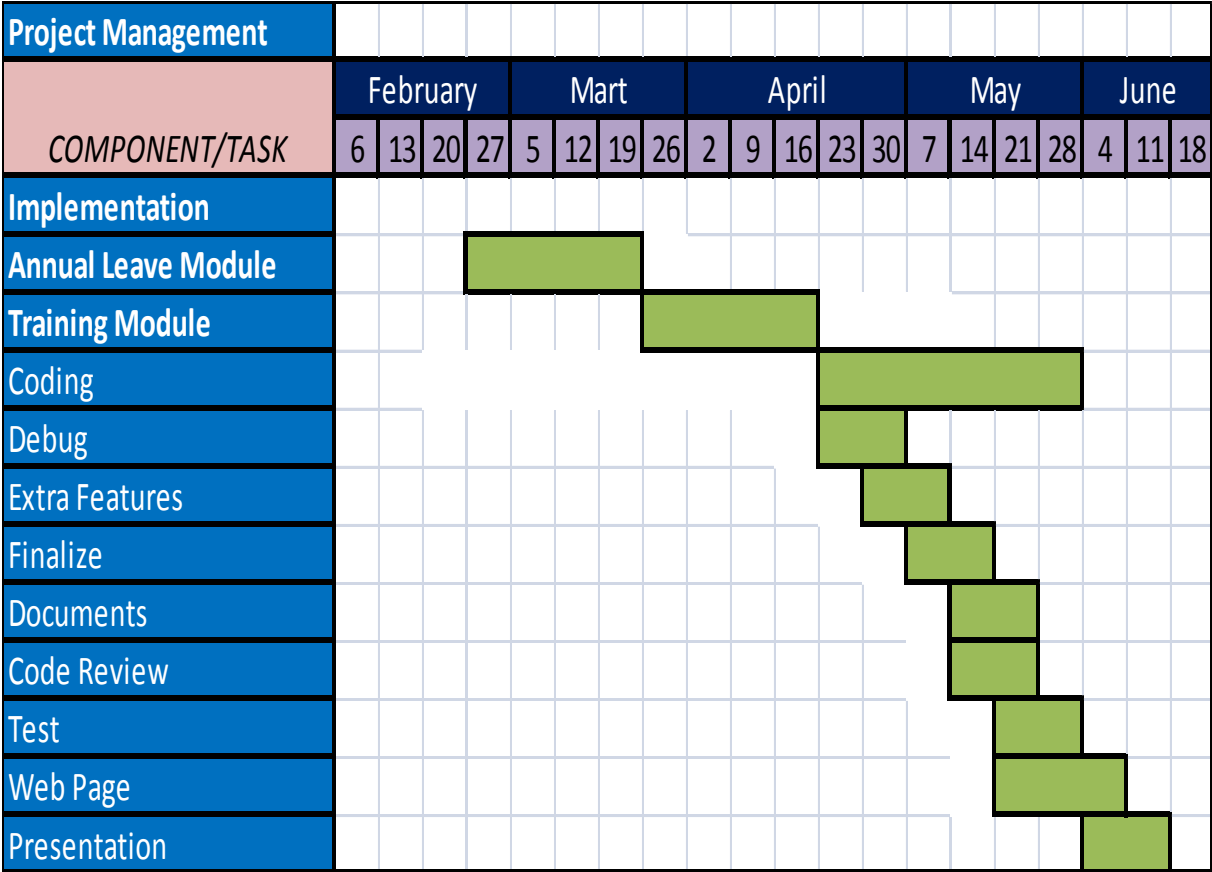 Project Management
February Mart April May June
COMPONENT/TASK 6 13 20 27 5 12 19 26 2 9 16 23 30 7 14 21 28 4 11 18
Implementation
Annual Leave Module
Training Module
Coding
Debug
Extra Features
Finalize
Documents
Code Review
Test
Web Page
Presentation